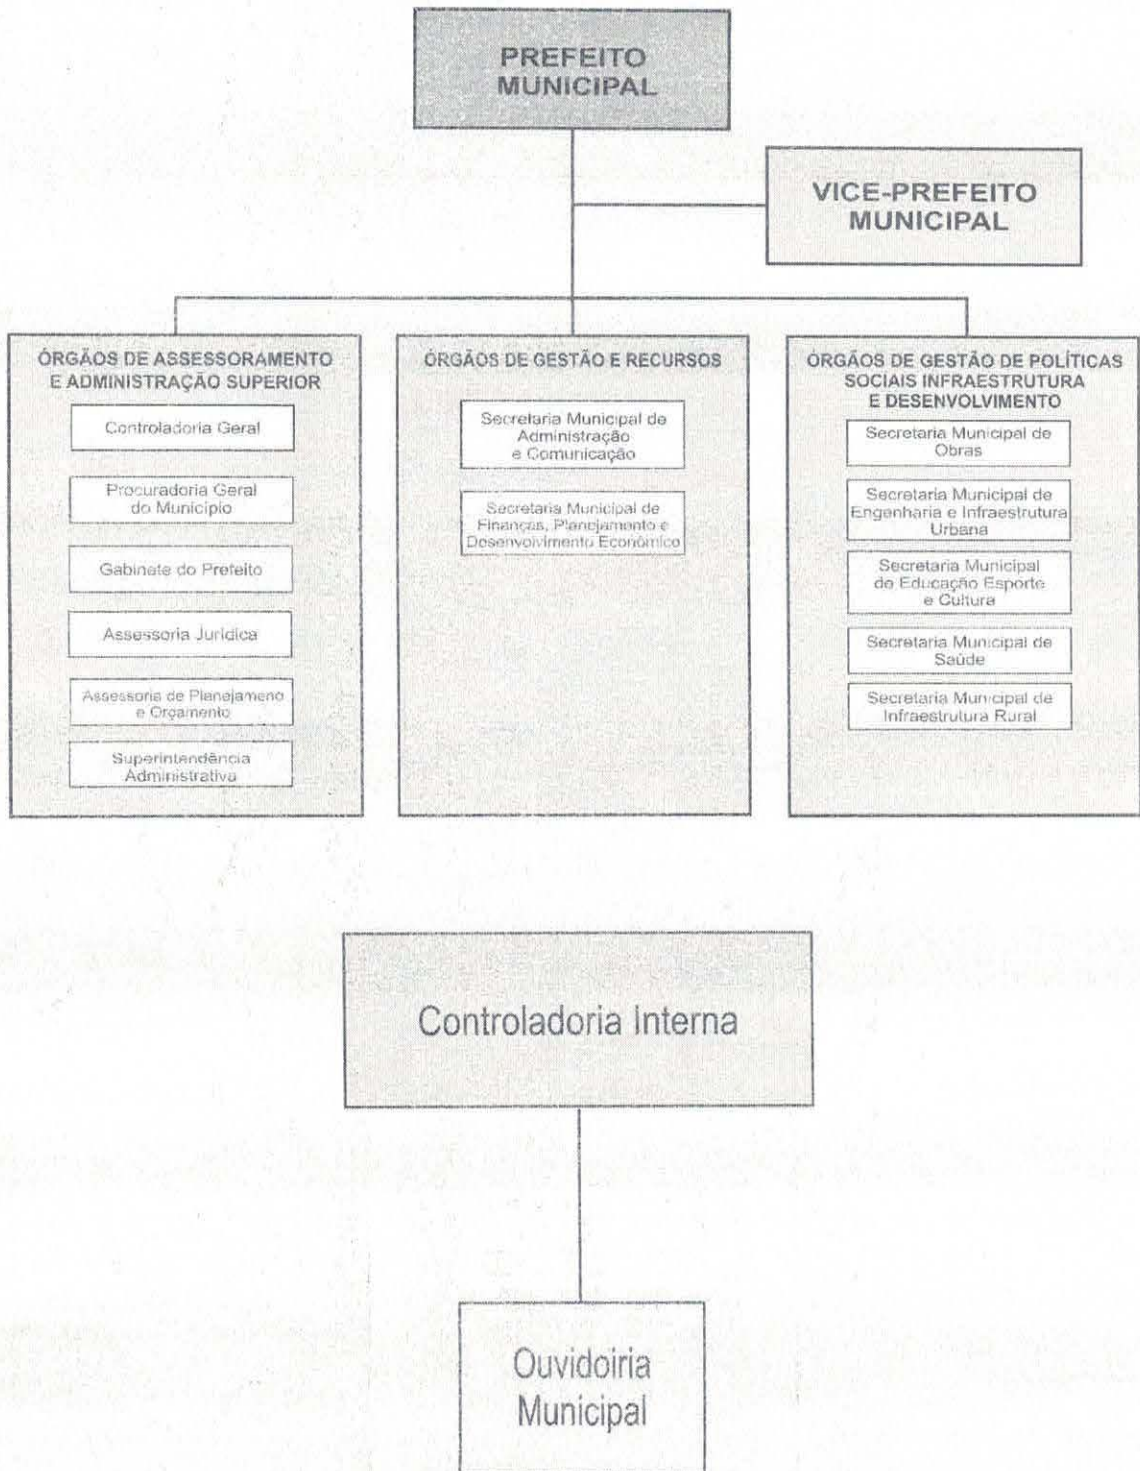 PREFEITO
MUNICIPAL
VICE-PREFEITO
MUNICIPAL
ÓRGÃOS DE ASSESSORAMENTO
E ADMINISTRAÇÃO SUPERIOR
Controladoria Geral
Procuradoria Geral
do Município
Gabinete do Prefeito
Assessoria Jurídica
Assessoria de Planejameno
e Orçamento
Superintendência
Administrativa
ÓRGÃOS DE GESTÃO E RECURSOS
Secretaria Municipal de
Administração
e Comunicação
Secretaria Municipal de
Finanças, Planejamento e
Desenvolvimento Econômico
ÓRGÃOS DE GESTÃO DE POLÍTICAS
SOCIAIS INFRAESTRUTURA
E DESENVOLVIMENTO
Secretaria Municipal de
Obras
Secretaria Municipal de
Engenharia e Infraestrutura
Urbana
Secretaria Municipal
de Educação Esporte
e Cultura
Secretaria Municipal de
Saúde
Secretaria Municipal de
Infraestrutura Rural
Controladoria Interna
Ouvidoiria
Municipal